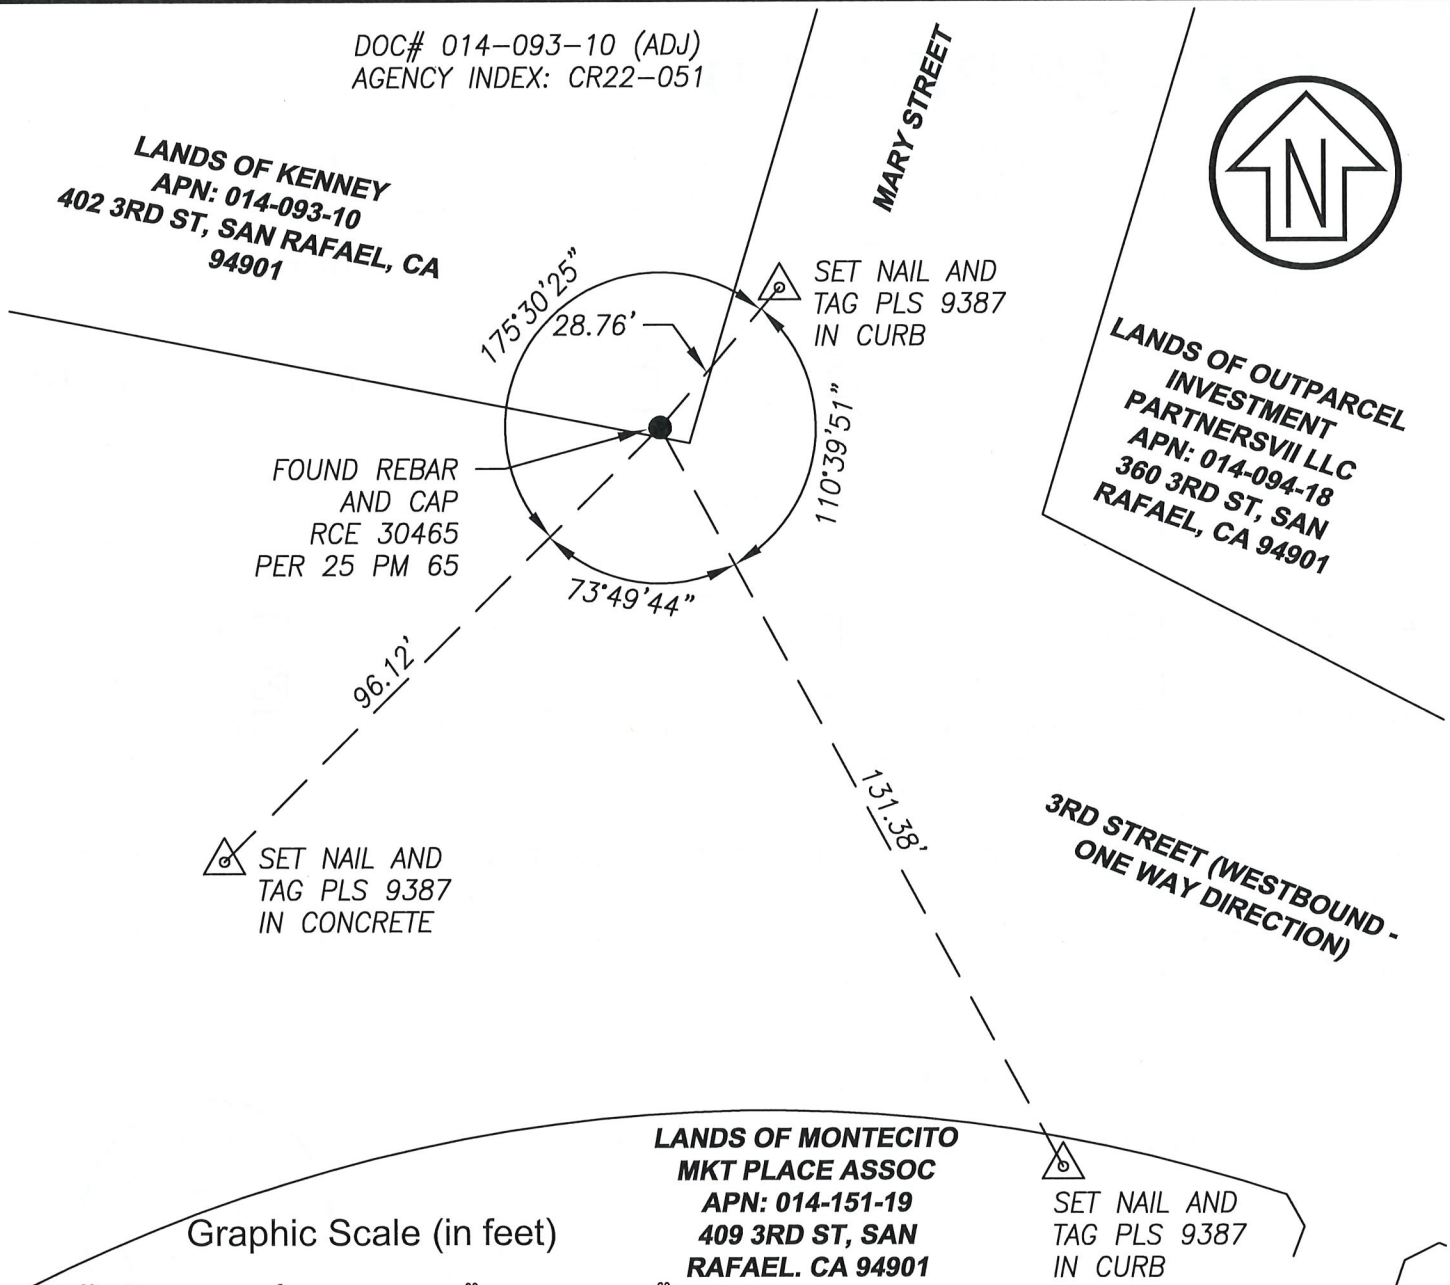 DOC# 014-093-10 (ADJ)
AGENCY INDEX: CR22-051
MARY STREET
N
LANDS OF KENNEY
APN: 014-093-10
402 3RD ST, SAN RAFAEL, CA
94901
175°30'25"
28.76'
SET NAIL AND
TAG PLS 9387
IN CURB
110°39'51"
LANDS OF OUTPARCEL
INVESTMENT
PARTNERSVII LLC
APN: 014-094-18
360 3RD ST, SAN
RAFAEL, CA 94901
FOUND REBAR
AND CAP
RCE 30465
PER 25 PM 65
73°49'44"
96.12'
131.38'
SET NAIL AND
TAG PLS 9387
IN CONCRETE
3RD STREET (WESTBOUND -
ONE WAY DIRECTION)
LANDS OF MONTECITO
MKT PLACE ASSOC
APN: 014-151-19
409 3RD ST, SAN
RAFAEL. CA 94901
SET NAIL AND
TAG PLS 9387
IN CURB
Graphic Scale (in feet)